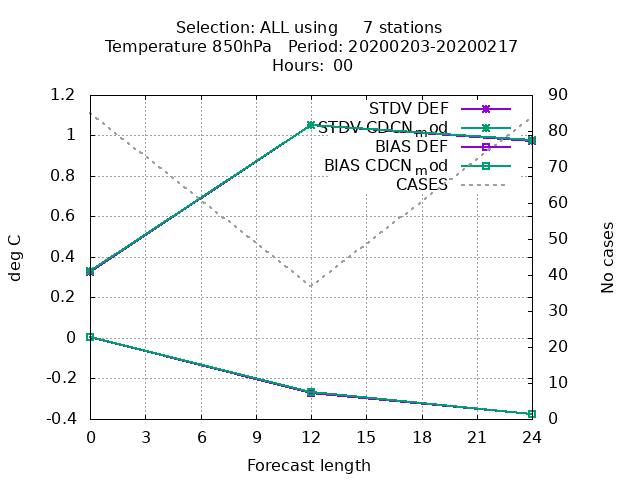 Selection: ALL using 7 stations
Temperature 850hPa Period: 20200203-20200217
Hours: 00
1.2
1
0.8
0.6
0.4
0.2
0
-0.2
-0.4
90
80
70
60
50
40
30
20
10
0
STDV DEF
STDV CDCNmod
BIAS DEF
BIAS CDCNmod
CASES
deg C
No cases
0 3 6 9 12 15 18 21 24
Forecast length